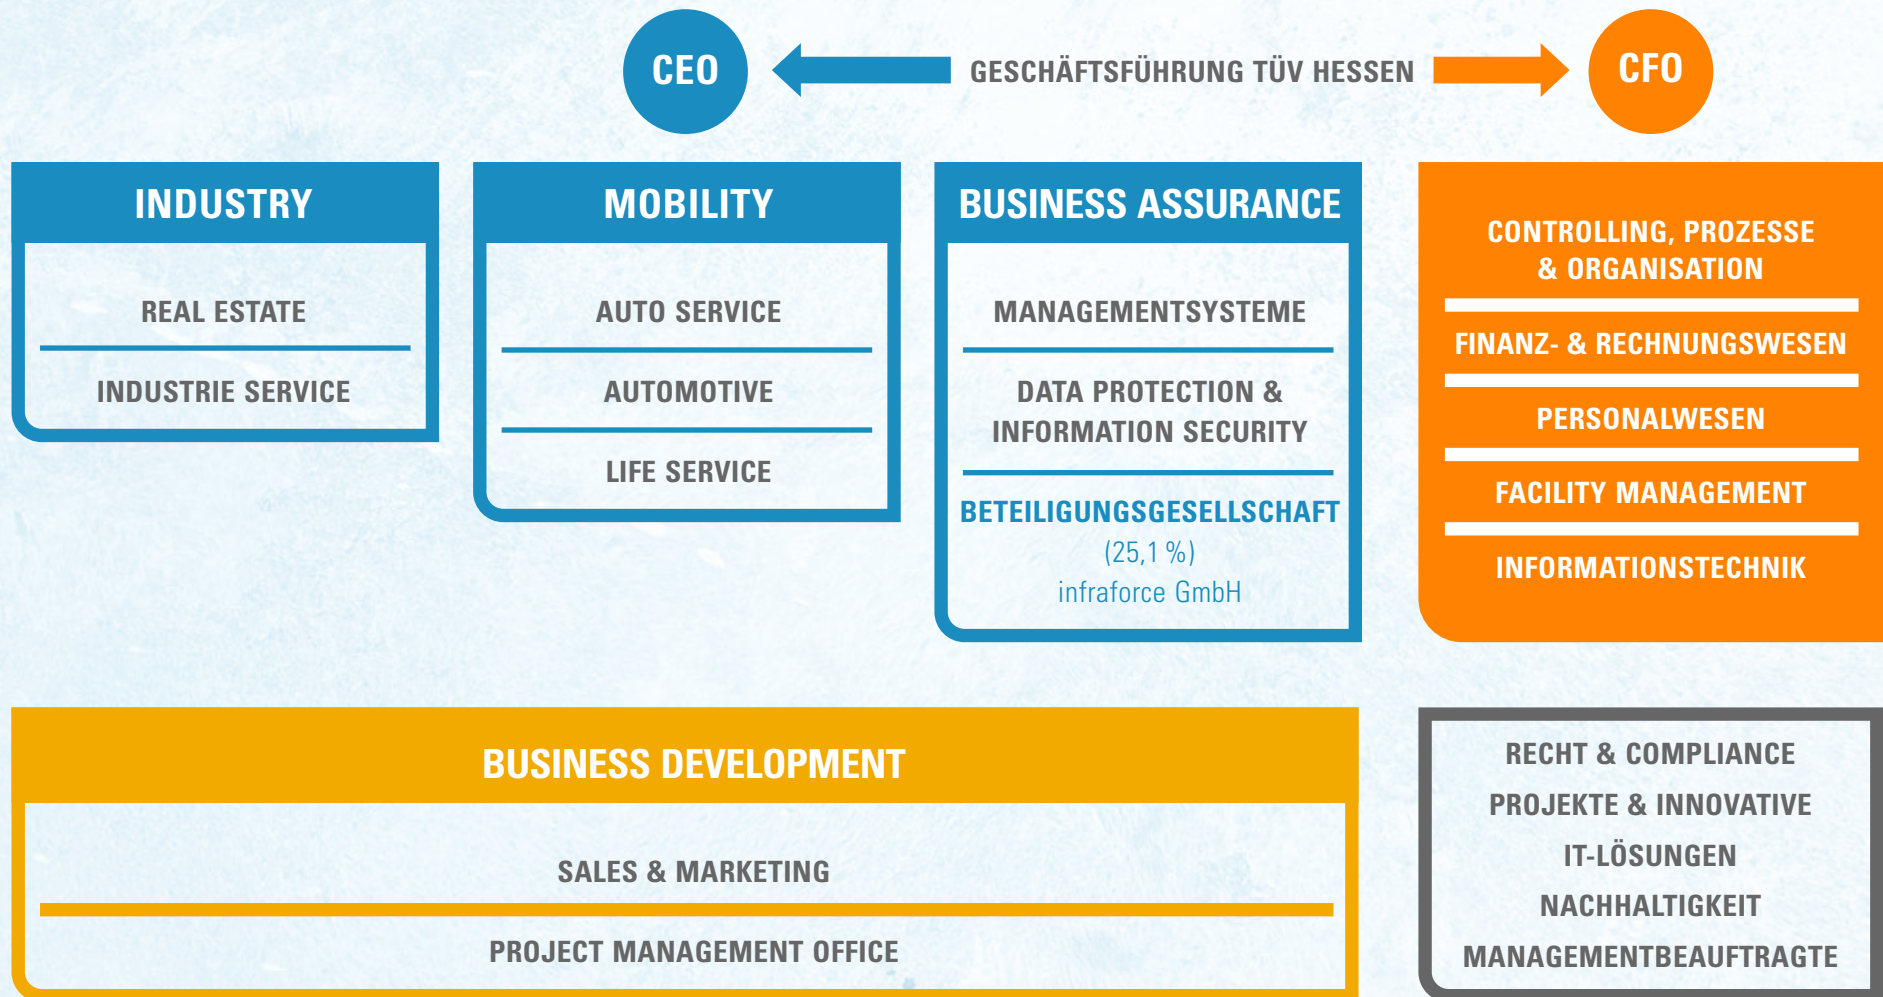 CEO
GESCHÄFTSFÜHRUNG TÜV HESSEN
CFO
INDUSTRY
REAL ESTATE
INDUSTRIE SERVICE
MOBILITY
AUTO SERVICE
AUTOMOTIVE
LIFE SERVICE
BUSINESS ASSURANCE
MANAGEMENTSYSTEME
DATA PROTECTION &
INFORMATION SECURITY
BETEILIGUNGSGESELLSCHAFT
(25,1 %)
infraforce GmbH
CONTROLLING, PROZESSE
& ORGANISATION
FINANZ- & RECHNUNGSWESEN
PERSONALWESEN
FACILITY MANAGEMENT
INFORMATIONSTECHNIK
BUSINESS DEVELOPMENT
SALES & MARKETING
PROJECT MANAGEMENT OFFICE
RECHT & COMPLIANCE
PROJEKTE & INNOVATIVE
IT-LÖSUNGEN
NACHHALTIGKEIT
MANAGEMENTBEAUFTRAGTE